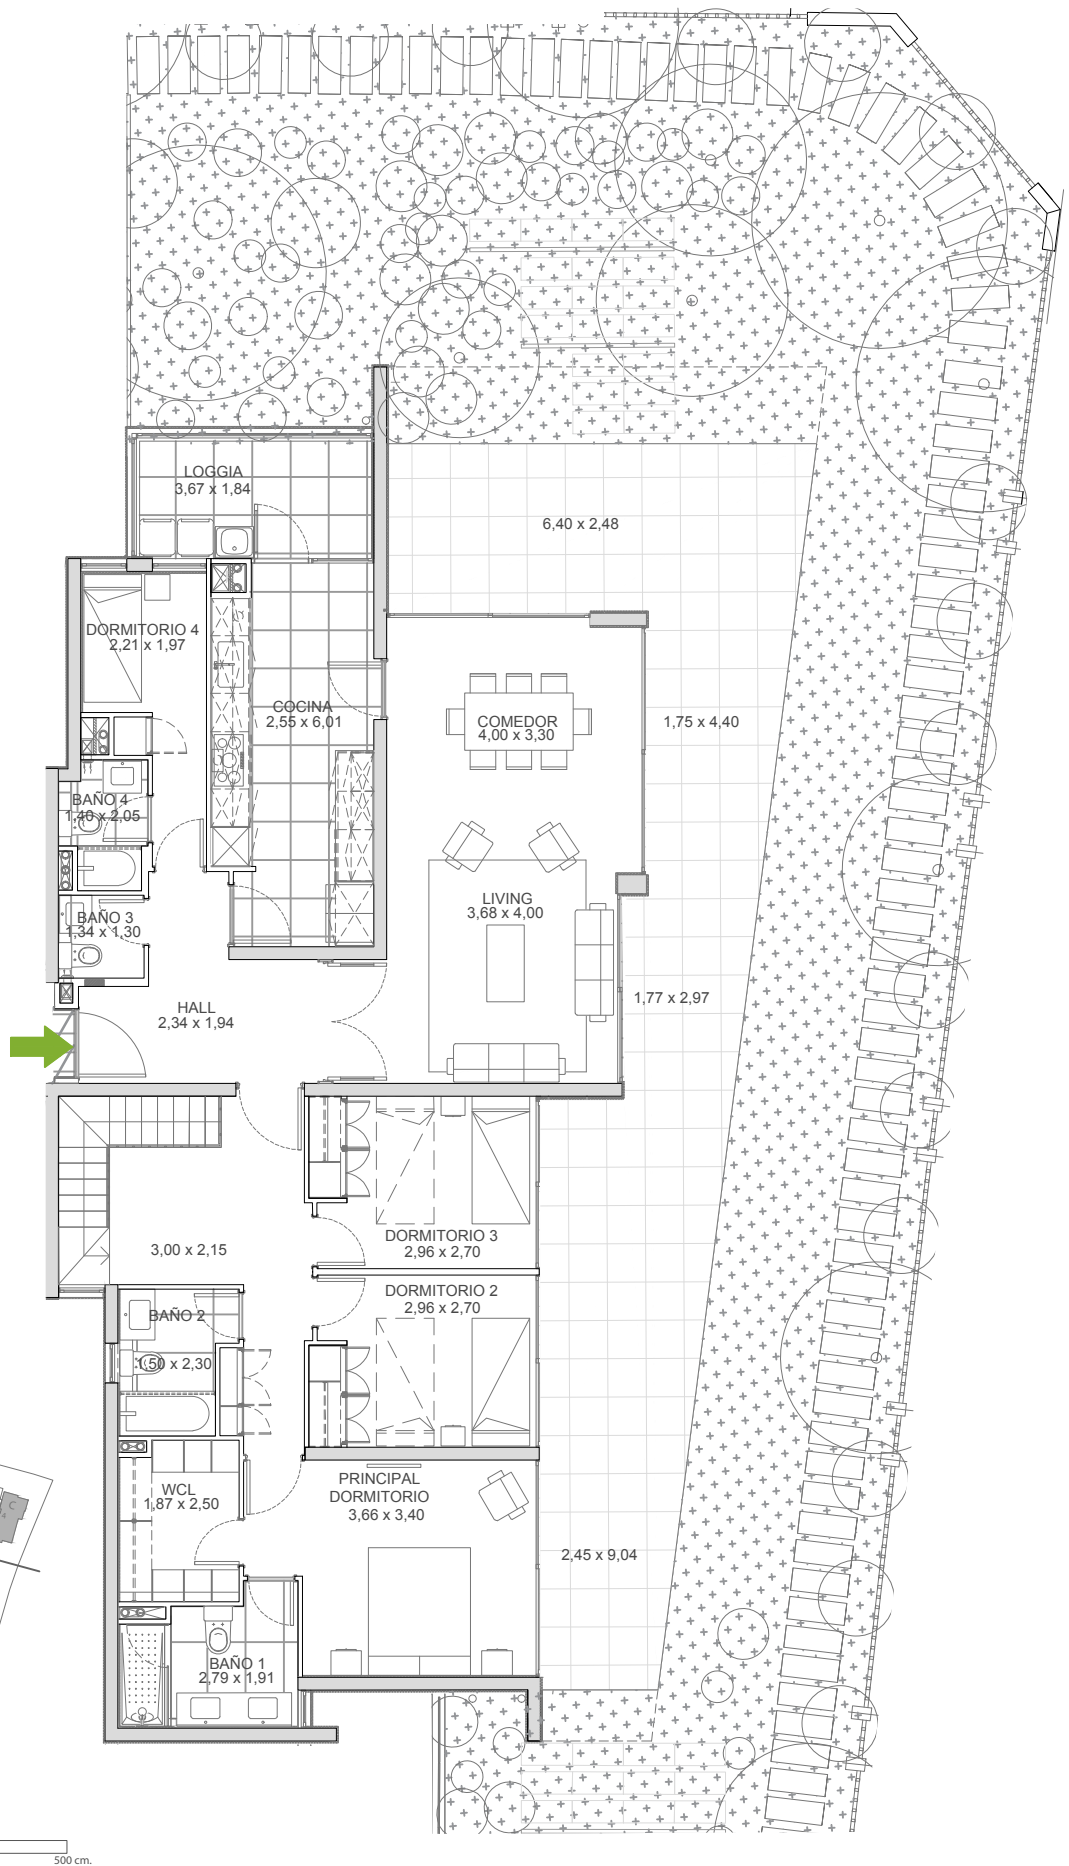 LOGGIA
3,67 x 1,84
6,40 x 2,48
DORMITORIO 4
2,21 x 1,97
COCINA
2,55 x 6,01
COMEDOR
4,00 x 3,30
1,75 x 4,40
BAÑO 4
1,40 x 2,05
LIVING
3,68 x 4,00
BAÑO 3
1,34 x 1,30
HALL
2,34 x 1,94
1,77 x 2,97
3,00 x 2,15
DORMITORIO 3
2,96 x 2,70
DORMITORIO 2
2,96 x 2,70
BAÑO 2
1,50 x 2,30
PRINCIPAL
DORMITORIO
3,66 x 3,40
WCL
1,87 x 2,50
C
2,45 x 9,04
BAÑO 1
2,79 x 1,91
500 cm.